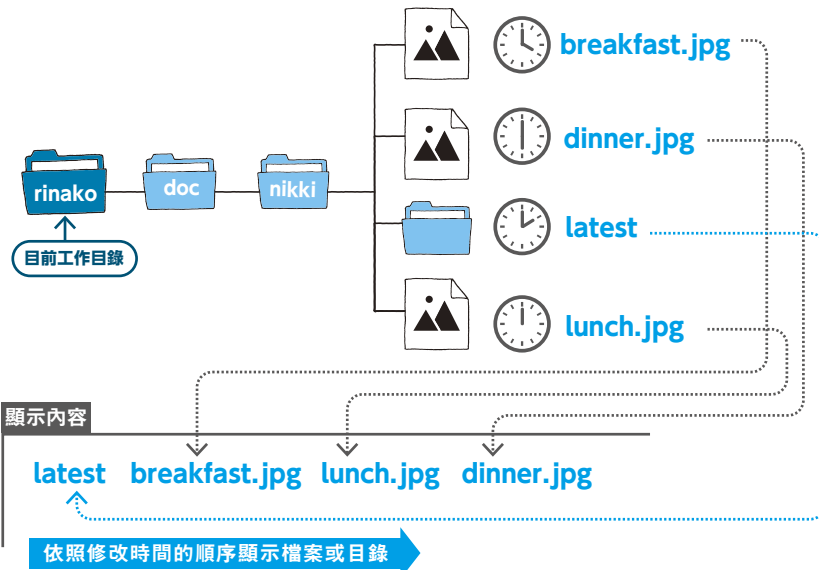 breakfast.jpg
dinner.jpg
rinako
doc
nikki
latest
目前工作目錄
lunch.jpg
顯示內容
latest breakfast.jpg lunch.jpg dinner.jpg
依照修改時間的順序顯示檔案或目錄